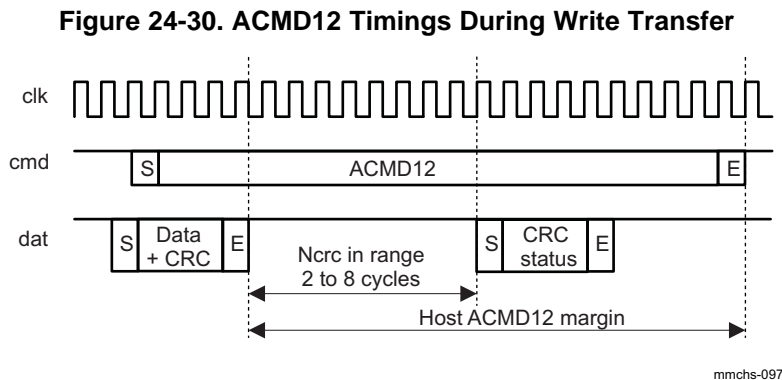 Figure 24-30. ACMD12 Timings During Write Transfer
clk
cmd
S
ACMD12
E
dat
S
Data
+ CRC
E
Ncrc in range
2 to 8 cycles
S
CRC
status
E
Host ACMD12 margin
mmchs-097